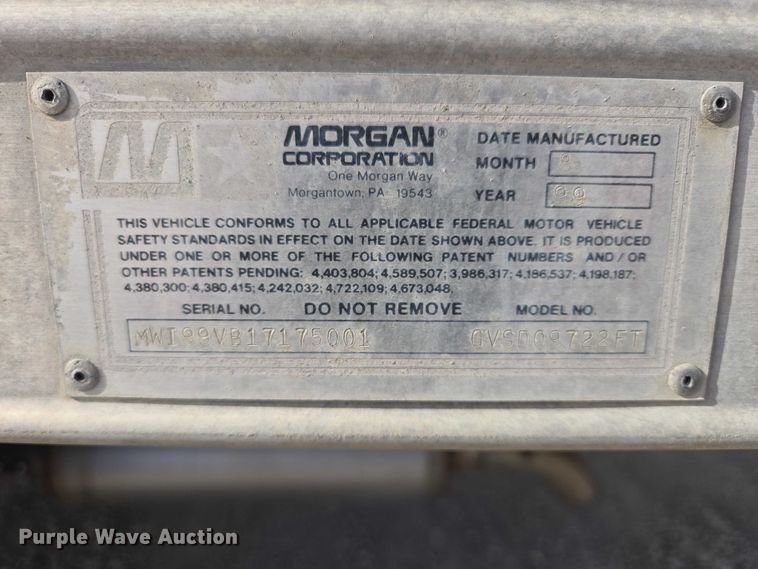 MORGAN®
CORPORATION
One Morgan Way
Morgantown, PA 19543
DATE MANUFACTURED
MONTH
YEAR 99
THIS VEHICLE CONFORMS TO ALL APPLICABLE FEDERAL MOTOR VEHICLE
SAFETY STANDARDS IN EFFECT ON THE DATE SHOWN ABOVE. IT IS PRODUCED
UNDER ONE OR MORE OF THE FOLLOWING PATENT NUMBERS AND/OR
OTHER PATENTS PENDING: 4,403,804; 4,589,507; 3,986,317; 4,186,537; 4,198,187;
4,380,300; 4,380,415; 4,242,032; 4,722,109; 4,673,048.
SERIAL NO. DO NOT REMOVE MODEL NO.
MWI99VB17175001
Purple Wave Auction